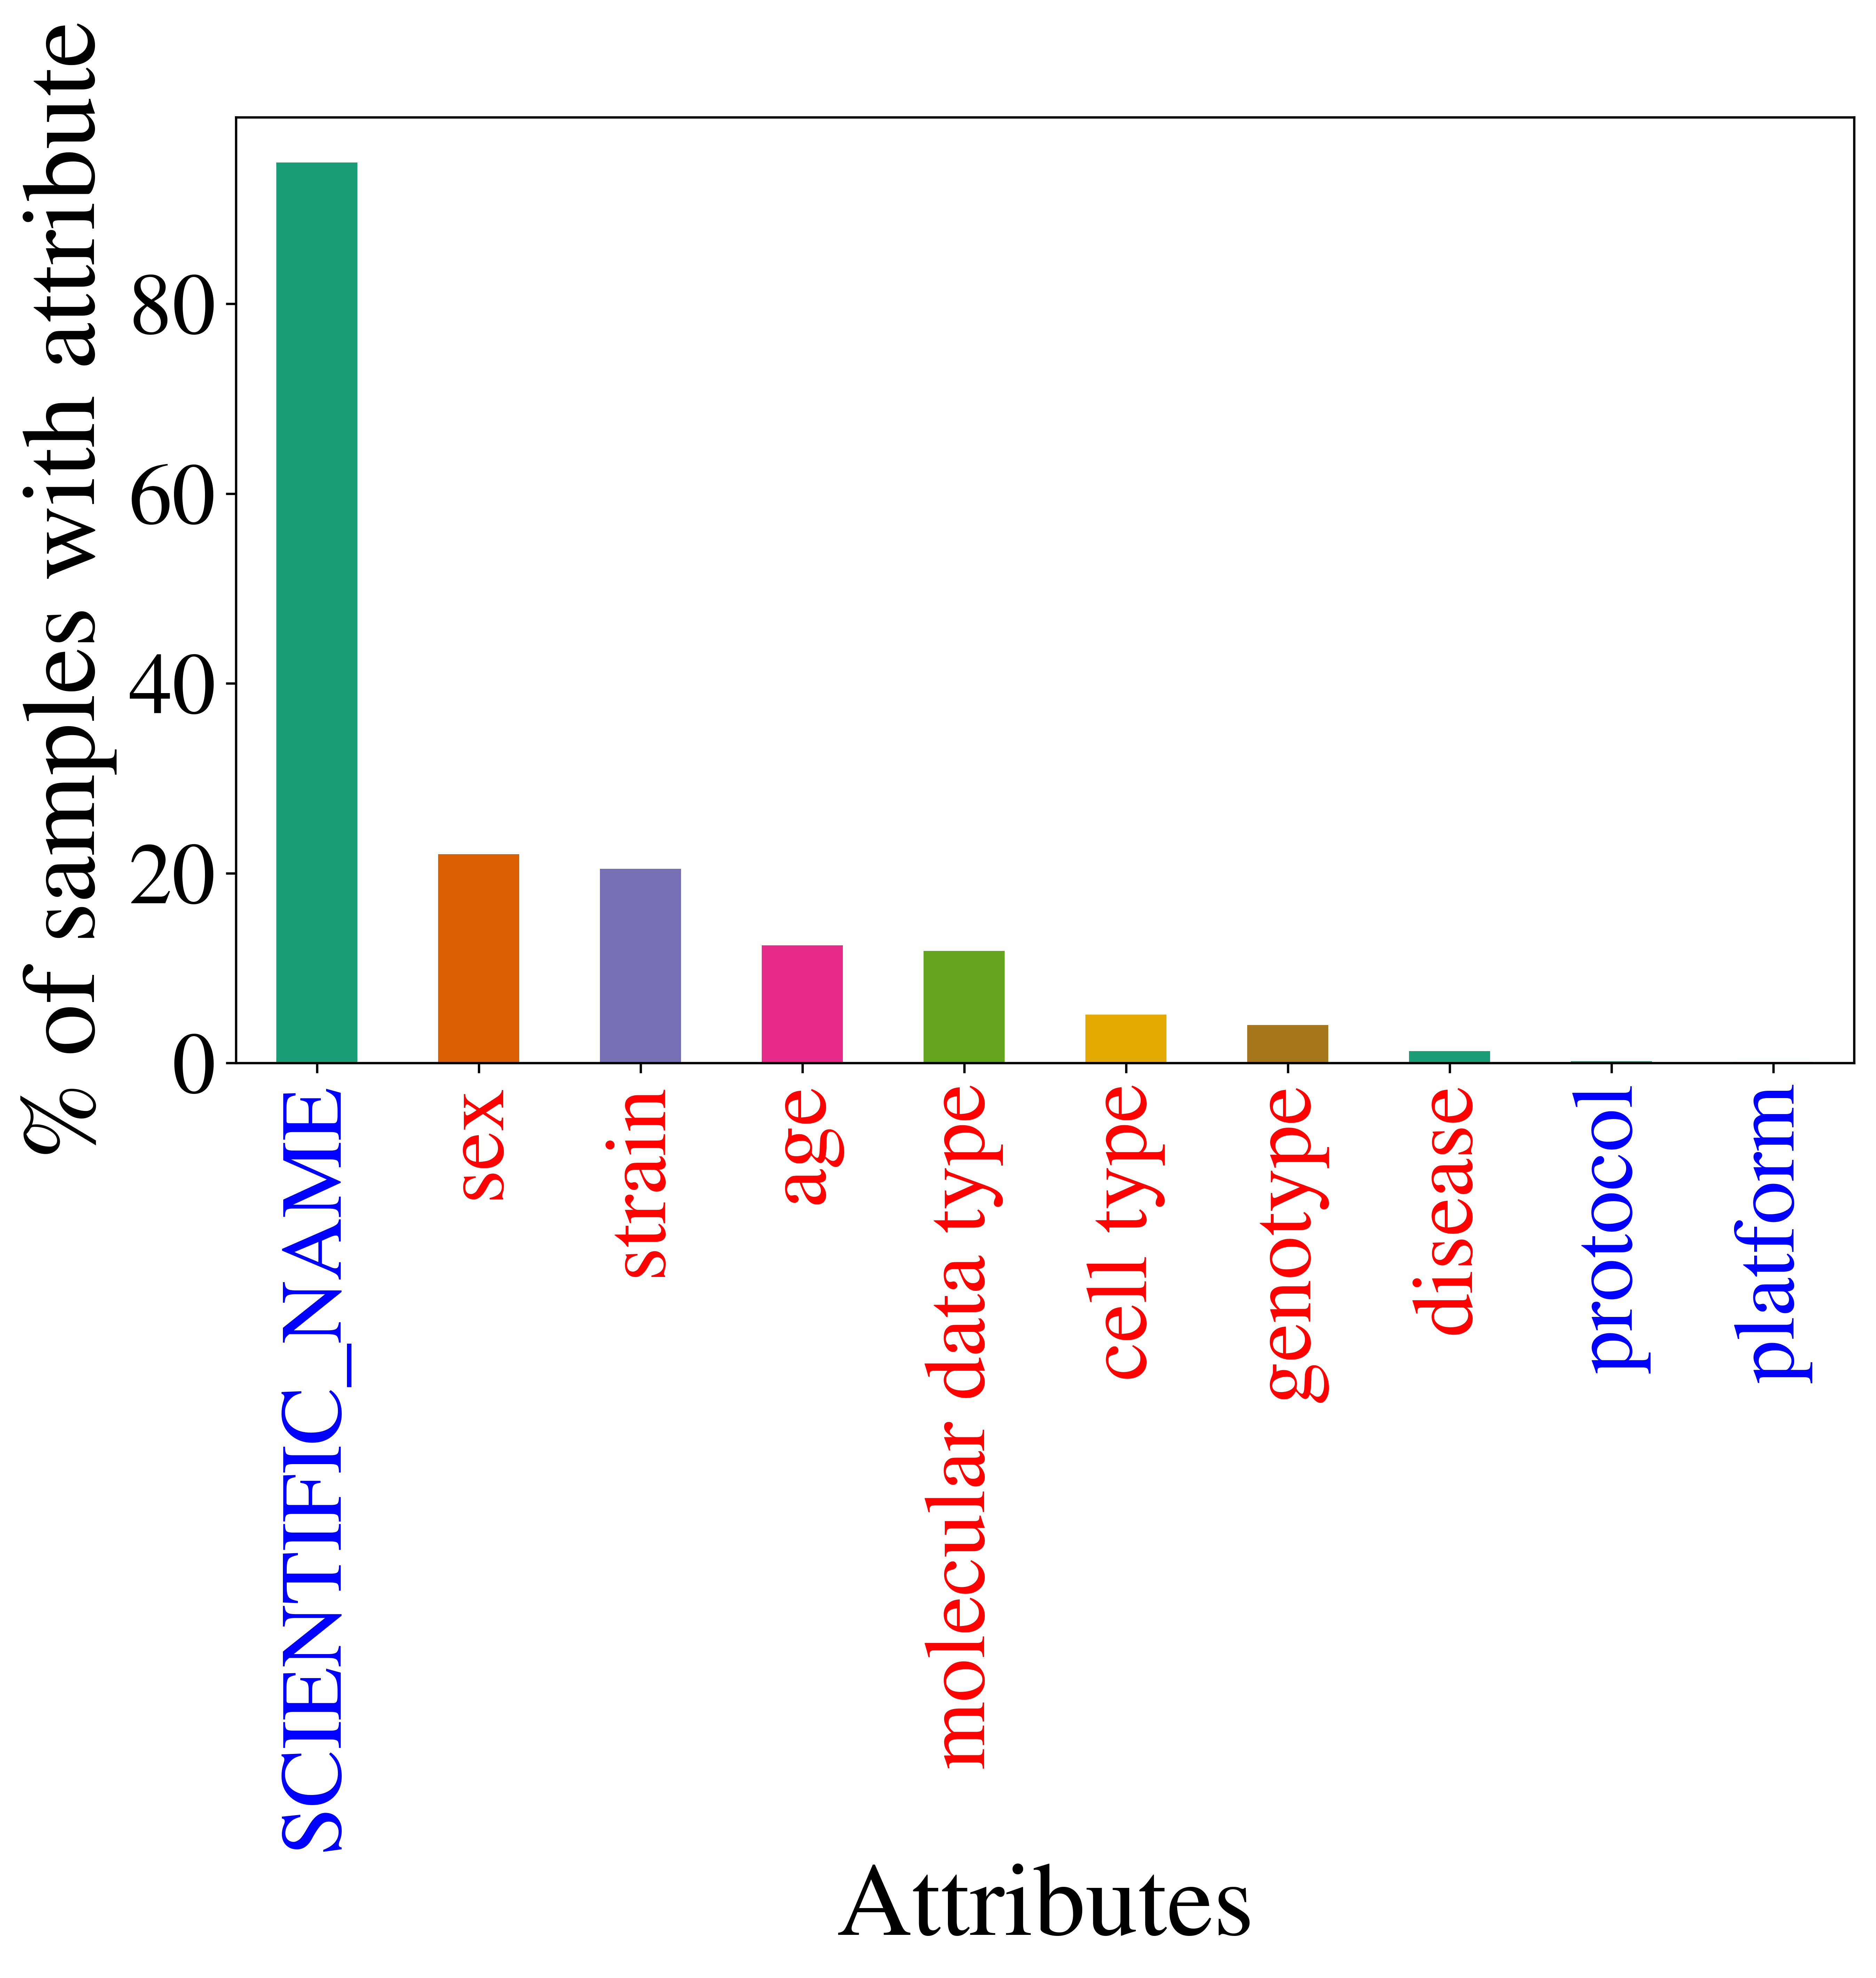 % of samples with attribute
80
60
40
20
0
SCIENTIFIC_NAME
sex
strain
age
molecular data type
cell type
genotype
disease
protocol
platform
Attributes